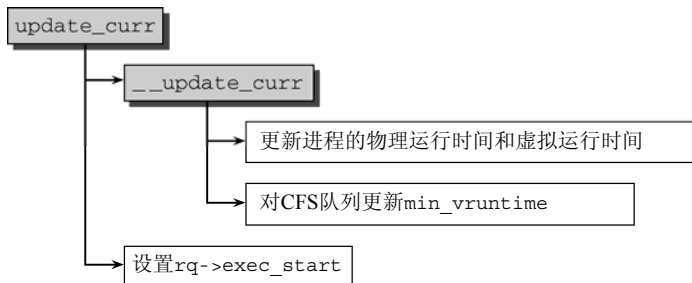 update_curr
__update_curr
更新进程的物理运行时间和虚拟运行时间
对CFS队列更新min_vruntime
设置rq->exec_start